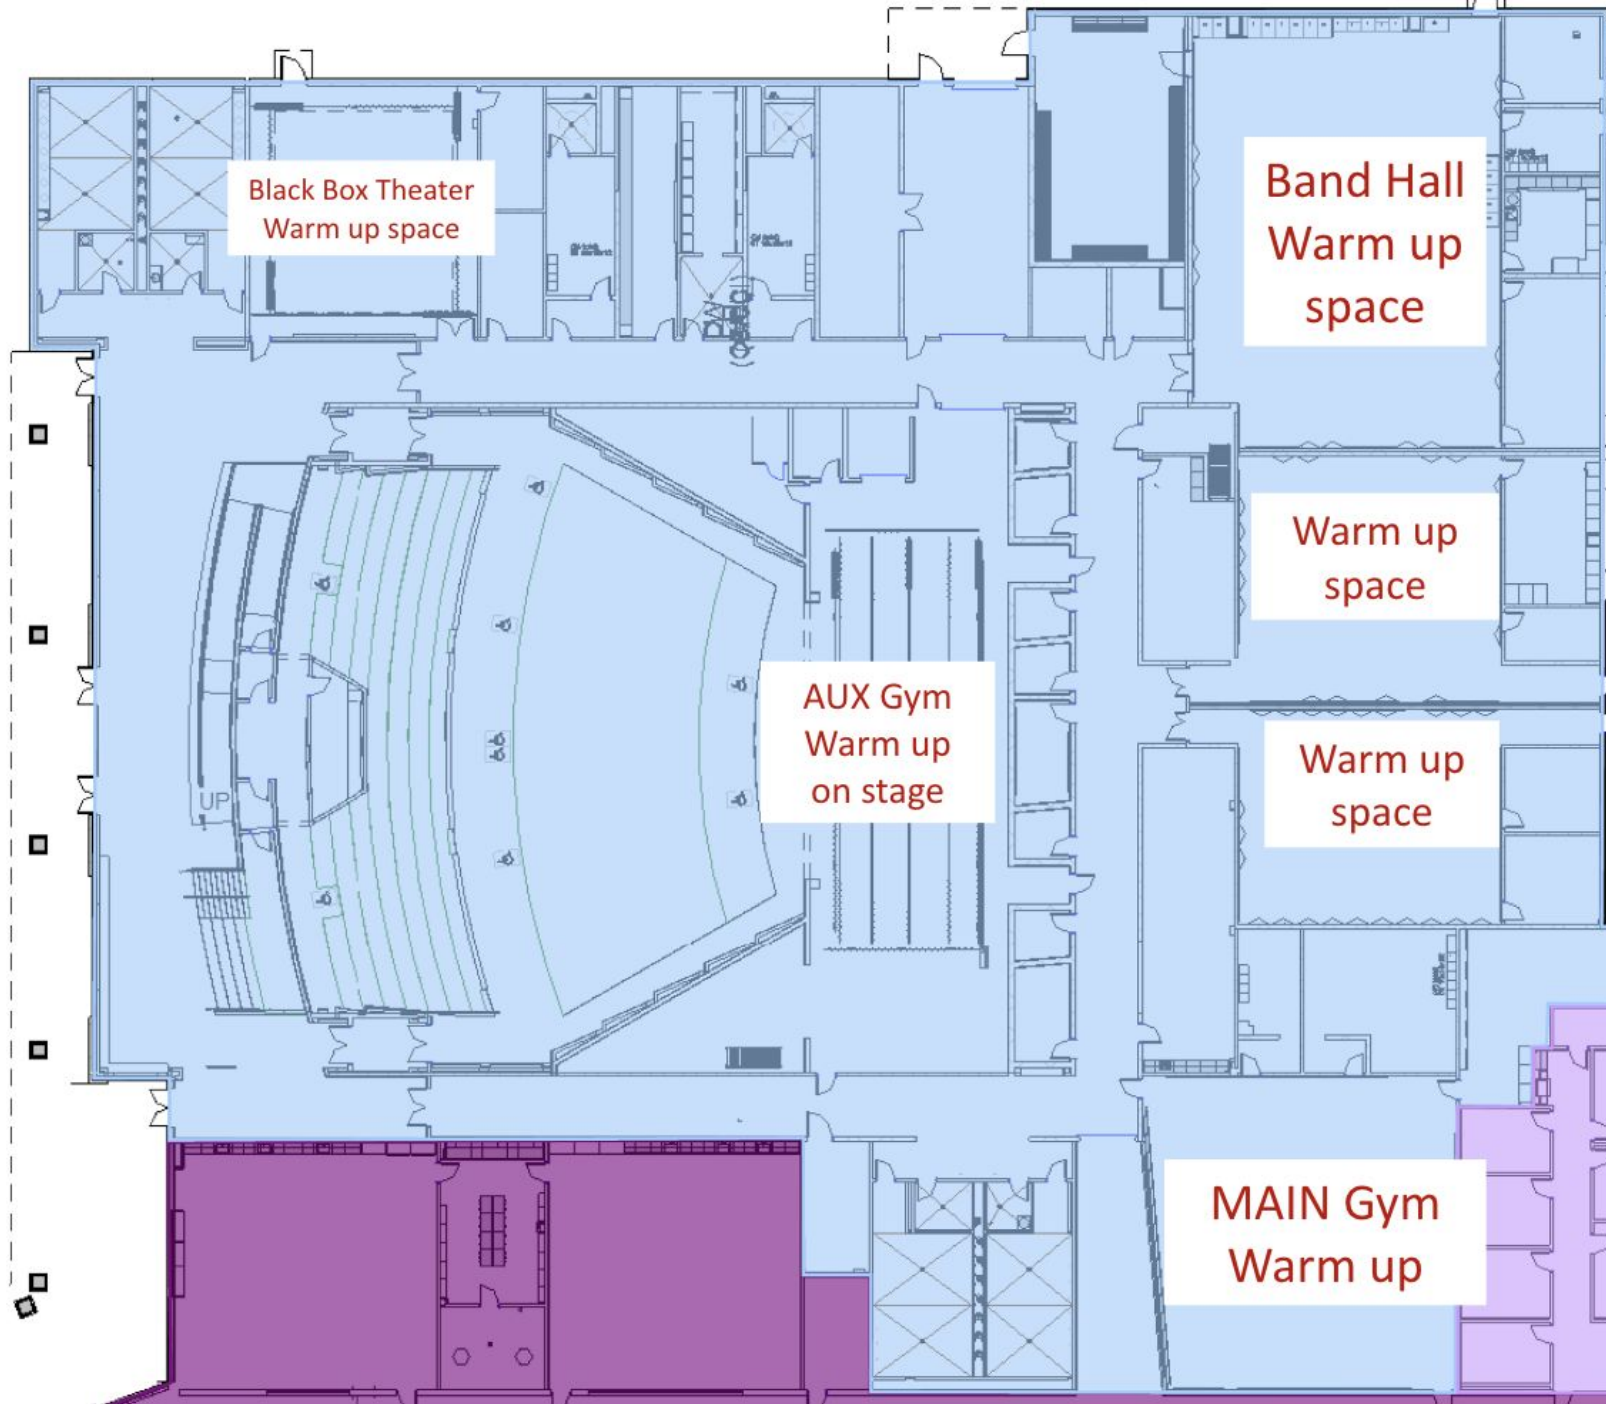 Black Box Theater
Warm up space
Band Hall
Warm up
space
Warm up
space
AUX Gym
Warm up
on stage
Warm up
space
UP
MAIN Gym
Warm up